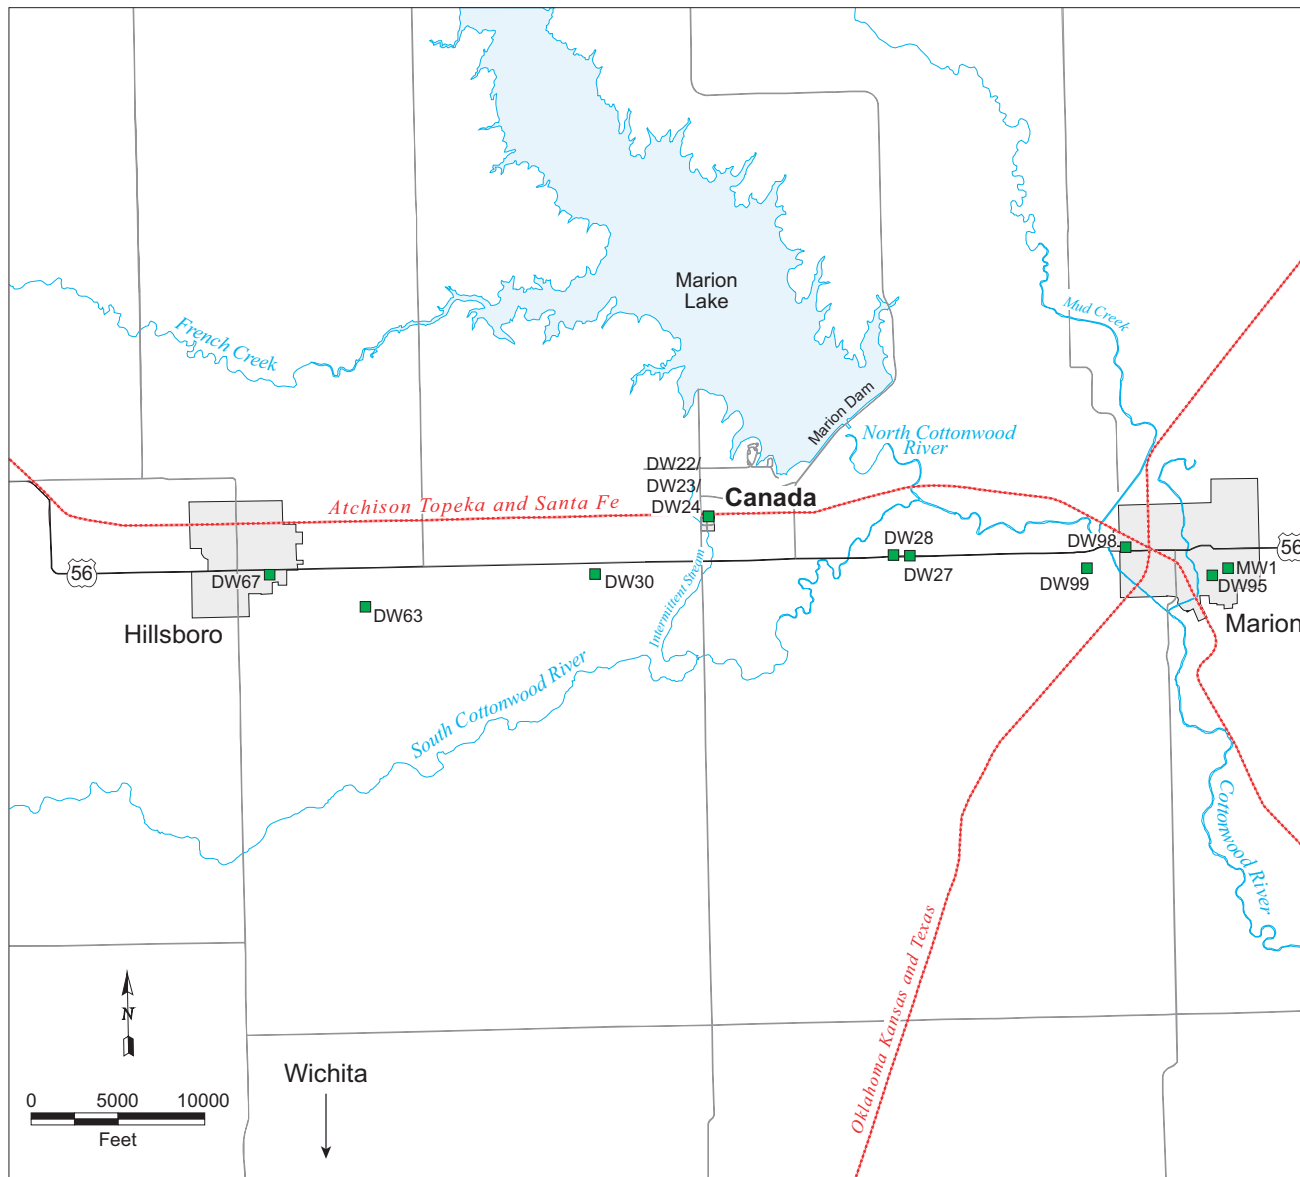 Marion
Lake
Mud Creek
French Creek
Marion Dam
North Cottonwood
River
DW22/
DW23/
DW24
Canada
Atchison Topeka and Santa Fe
DW28
DW27
DW98
DW99
56
MW1
DW95
Marion
56
DW67
DW63
DW30
Intermittent Stream
Hillsboro
South Cottonwood River
Cottonwood River
Oklahoma Kansas and Texas
N
Wichita
0 5000 10000
Feet